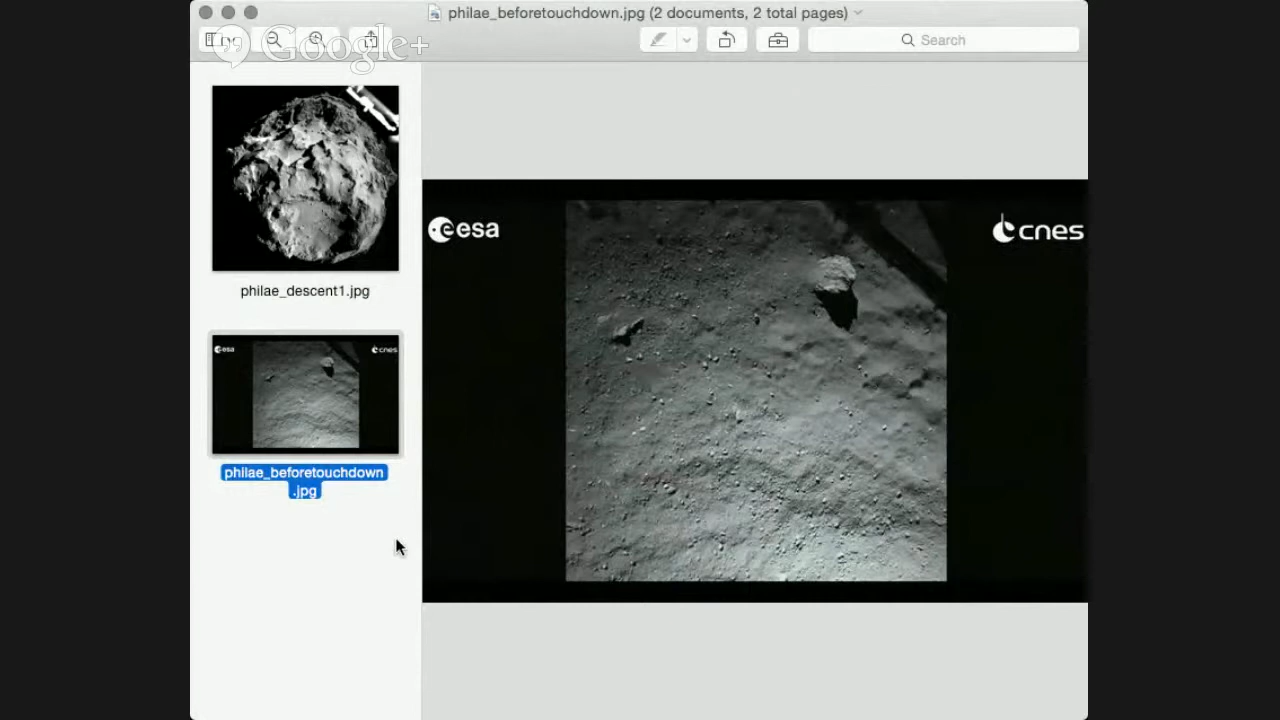 philae_beforetouchdown.jpg (2 documents, 2 total pages)
Google+
Search
philae_descent1.jpg
esa
cnes
philae_beforetouchdown
.jpg
esa
cnes